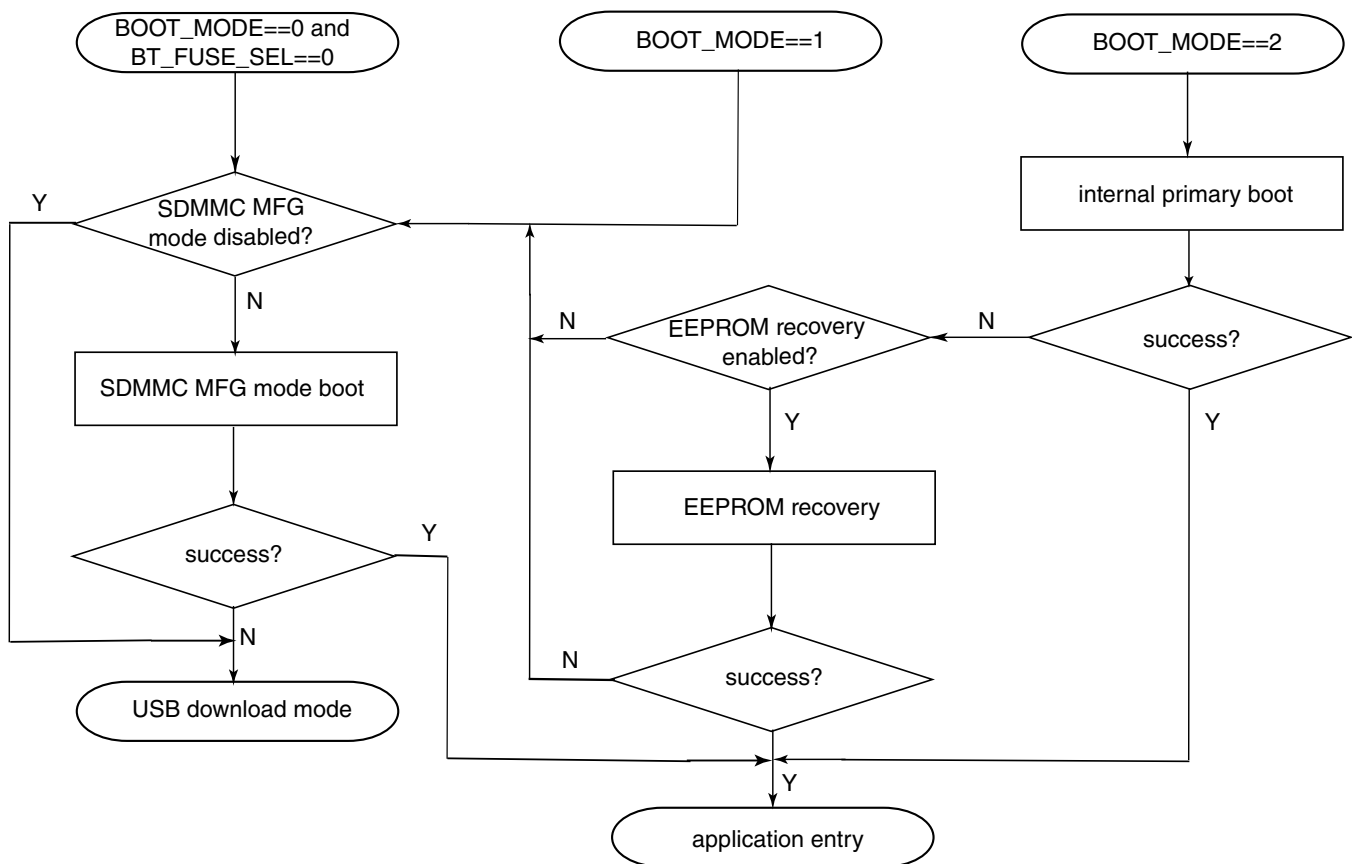 BOOT_MODE==0 and
BT_FUSE_SEL==0
BOOT_MODE==1
BOOT_MODE==2
internal primary boot
Y
SDMMC MFG
mode disabled?
N
EEPROM recovery
enabled?
N
N
success?
SDMMC MFG mode boot
Y
Y
EEPROM recovery
success?
Y
N
success?
N
USB download mode
Y
application entry